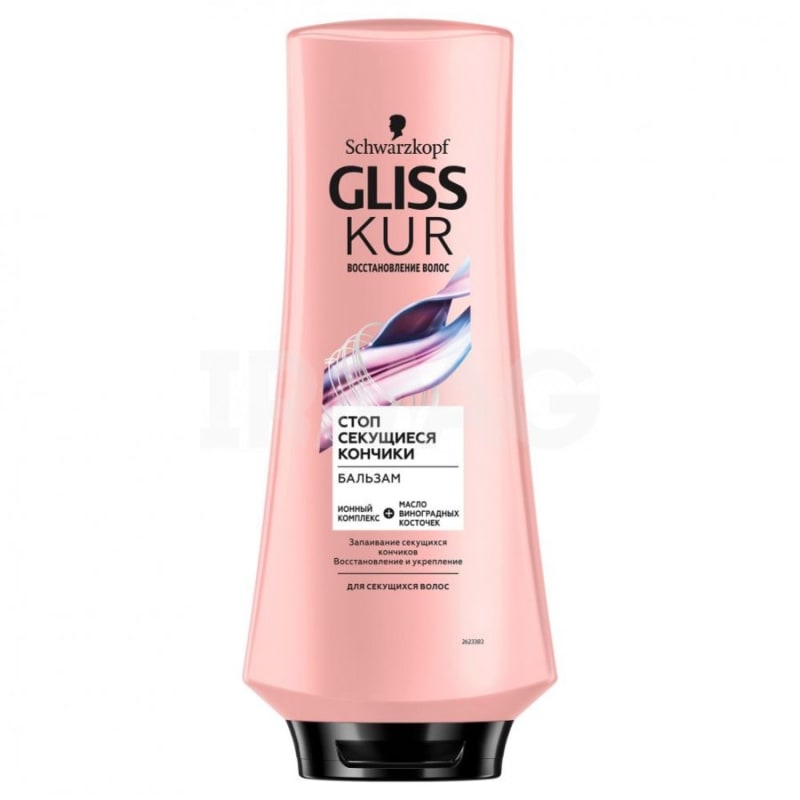 Schwarzkopf
GLISS
KUR
ВОССТАНОВЛЕНИЕ ВОЛОС
СТОП
СЕКУЩИЕСЯ
КОНЧИКИ
БАЛЬЗАМ
ИОННЫЙ
КОМПЛЕКС
+
МАСЛО
ВИНОГРАДНЫХ
КОСТОЧЕК
Запаивание секущихся
кончиков
Восстановление и укрепление
ДЛЯ СЕКУЩИХСЯ ВОЛОС
2623383